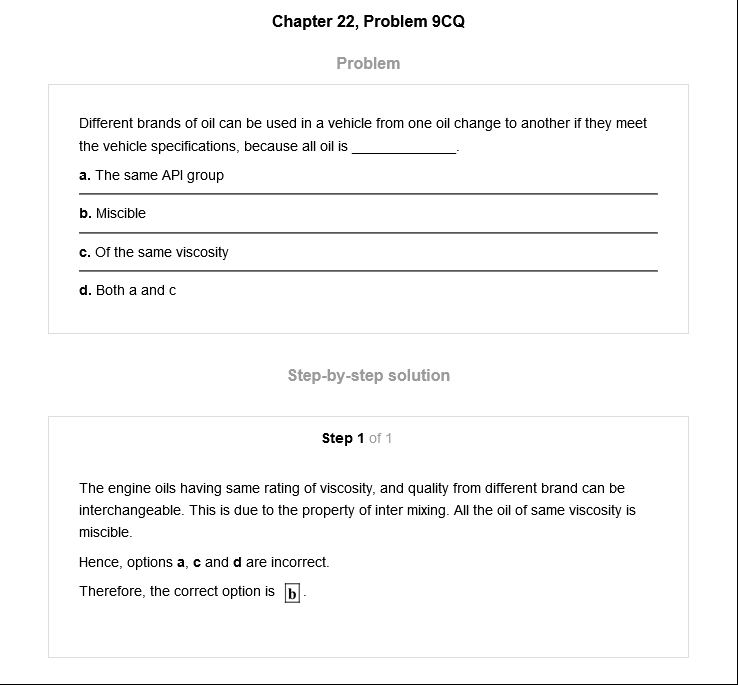 Chapter 22, Problem 9CQ
Problem
Different brands of oil can be used in a vehicle from one oil change to another if they meet
the vehicle specifications, because all oil is _____________.
a. The same API group
b. Miscible
c. Of the same viscosity
d. Both a and c
Step-by-step solution
Step 1 of 1
The engine oils having same rating of viscosity, and quality from different brand can be
interchangeable. This is due to the property of inter mixing. All the oil of same viscosity is
miscible.
Hence, options a, c and d are incorrect.
Therefore, the correct option is b.